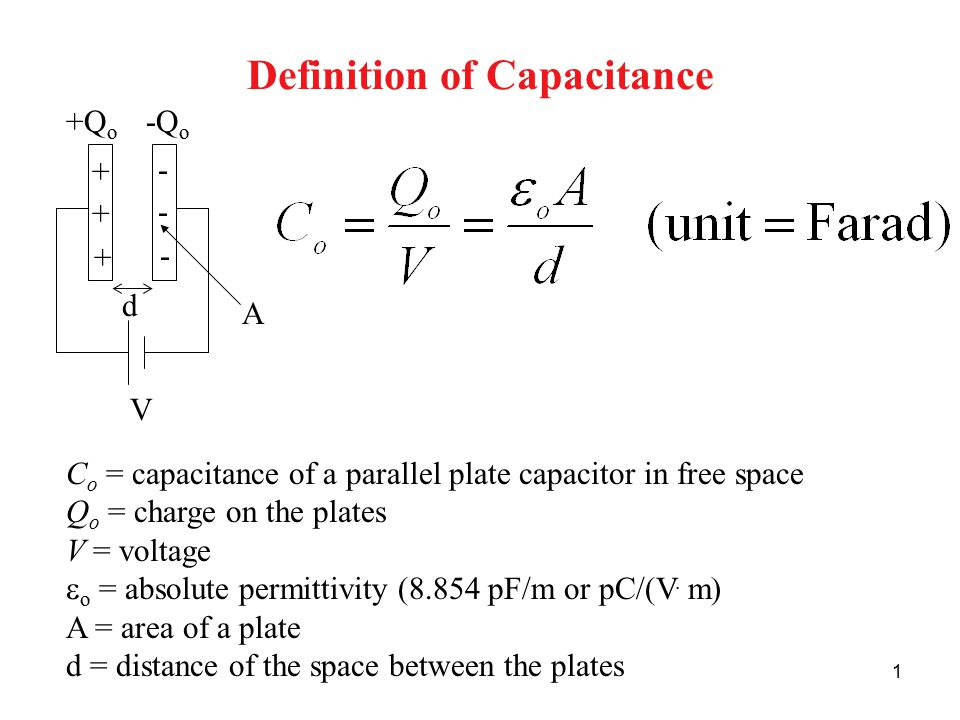 Definition of Capacitance
+Qₒ -Qₒ
+ -
+ -
+ -
d
A
V
Cₒ = Qₒ/V = εₒA/d (unit = Farad)
Cₒ = capacitance of a parallel plate capacitor in free space
Qₒ = charge on the plates
V = voltage
εₒ = absolute permittivity (8.854 pF/m or pC/(V. m)
A = area of a plate
d = distance of the space between the plates
1